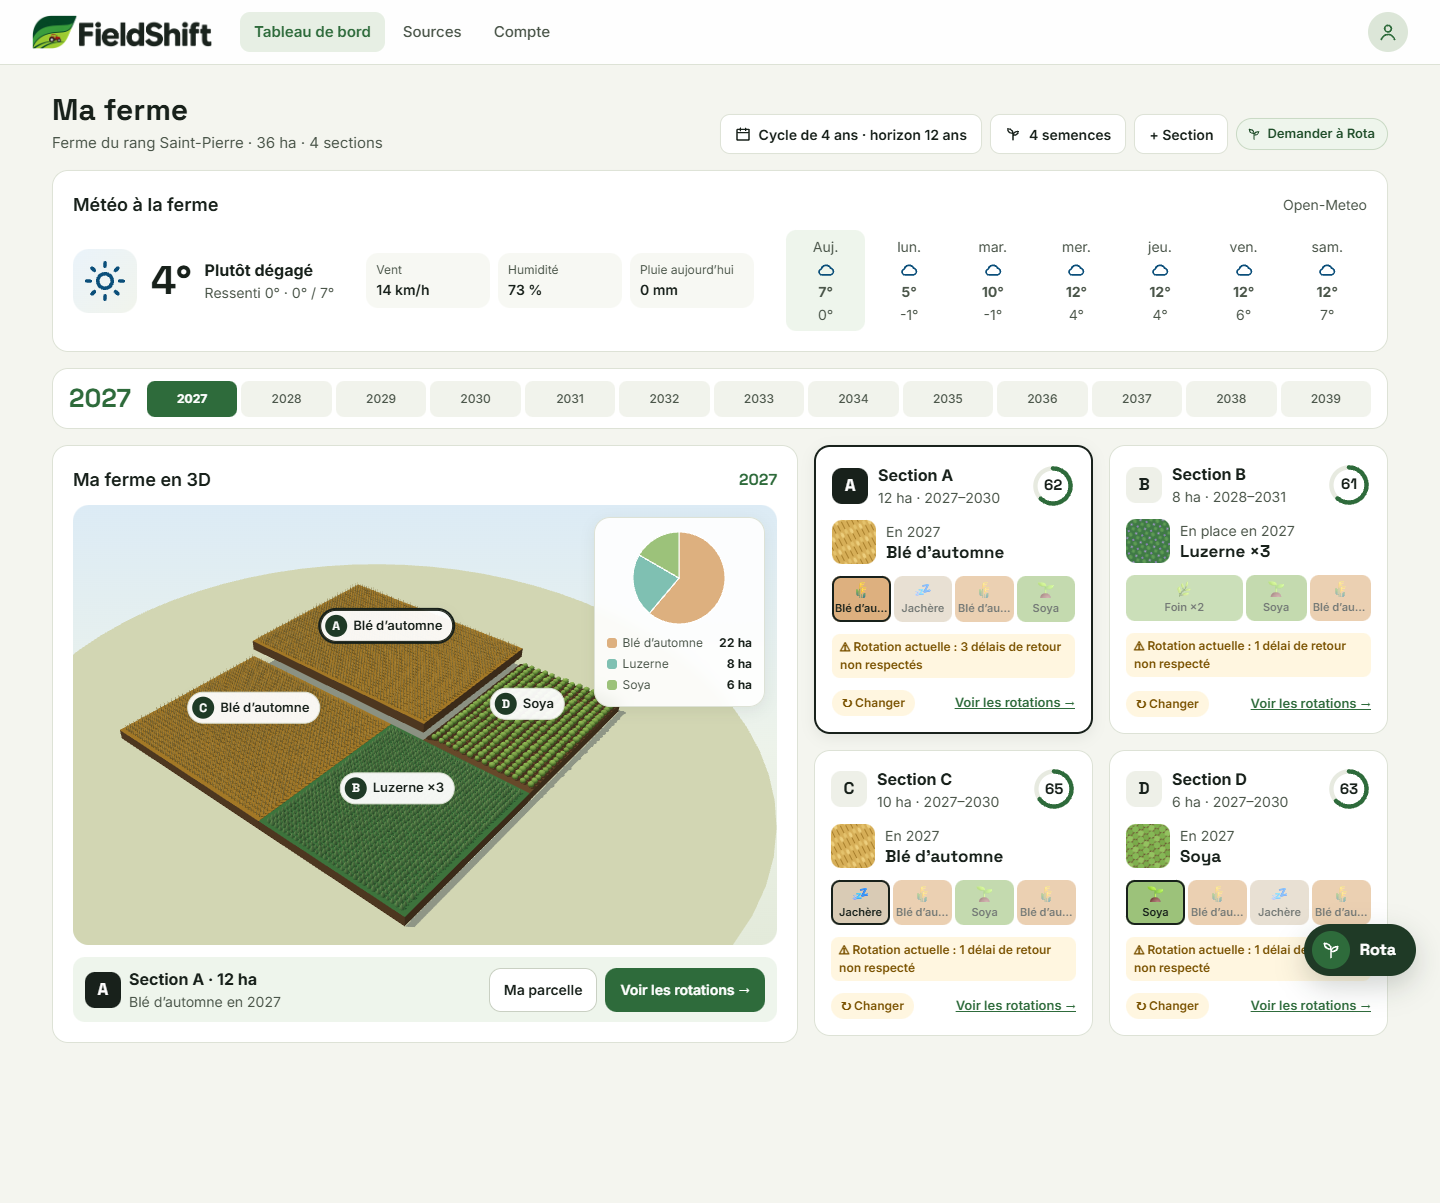 FieldShift
Tableau de bord
Sources
Compte
Ma ferme
Ferme du rang Saint-Pierre · 36 ha · 4 sections
Cycle de 4 ans · horizon 12 ans
4 semences
+ Section
Demander à Rota
Météo à la ferme
Open-Meteo
4°
Plutôt dégagé
Ressenti 0° · 0° / 7°
Vent
14 km/h
Humidité
73 %
Pluie aujourd’hui
0 mm
Auj.
7°
0°
lun.
5°
-1°
mar.
10°
-1°
mer.
12°
4°
jeu.
12°
4°
ven.
12°
6°
sam.
12°
7°
2027
2027
2028
2029
2030
2031
2032
2033
2034
2035
2036
2037
2038
2039
Ma ferme en 3D
2027
A Blé d’automne
C Blé d’automne
D Soya
B Luzerne ×3
Blé d’automne 22 ha
Luzerne 8 ha
Soya 6 ha
A
Section A · 12 ha
Blé d’automne en 2027
Ma parcelle
Voir les rotations →
A
Section A
12 ha · 2027–2030
62
En 2027
Blé d’automne
Blé d’au…
Jachère
Blé d’au…
Soya
⚠ Rotation actuelle : 3 délais de retour
non respectés
↻ Changer
Voir les rotations →
B
Section B
8 ha · 2028–2031
61
En place en 2027
Luzerne ×3
Foin ×2
Soya
Blé d’au…
⚠ Rotation actuelle : 1 délai de retour
non respecté
↻ Changer
Voir les rotations →
C
Section C
10 ha · 2027–2030
65
En 2027
Blé d’automne
Jachère
Blé d’au…
Soya
Blé d’au…
⚠ Rotation actuelle : 1 délai de retour
non respecté
↻ Changer
Voir les rotations →
D
Section D
6 ha · 2027–2030
63
En 2027
Soya
Soya
Blé d’au…
Jachère
Blé d’au…
⚠ Rotation actuelle : 1 délai de
non respecté
↻ Changer
Voir les rotations →
Rota